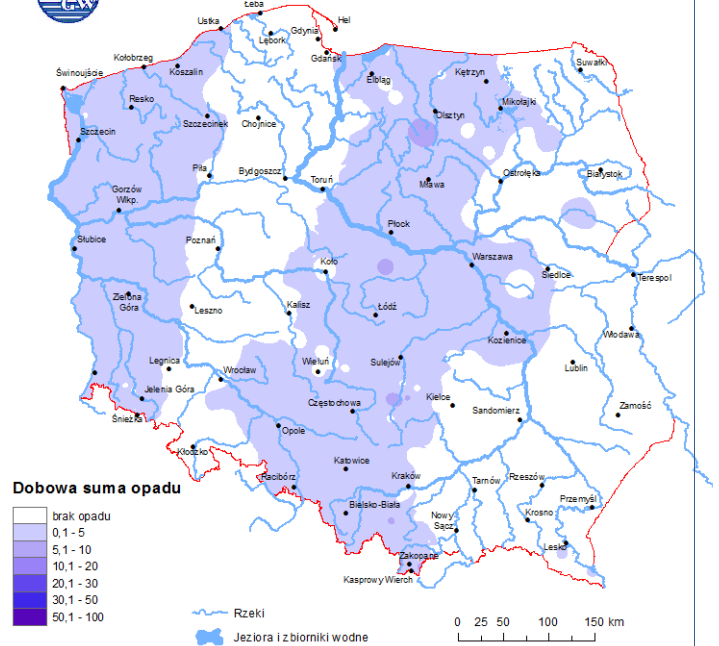 G-W
Łeba
Hel
Ustka
Gdynia
Lębork
Gdańsk
Kołobrzeg
Koszalin
Świnoujście
Elbląg
Kętrzyn
Suwałki
Resko
Mikołajki
Szczecinek
Chojnice
Olsztyn
Szczecin
Piła
Bydgoszcz
Toruń
Mława
Ostrołęka
Białystok
Gorzów
Wlkp.
Płock
Słubice
Poznań
Koło
Warszawa
Siedlce
Terespol
Zielona
Góra
Leszno
Kalisz
Łódź
Kozienice
Włodawa
Legnica
Wrocław
Wieluń
Sulejów
Lublin
Jelenia Góra
Częstochowa
Kielce
Sandomierz
Zamość
Śnieżka
Opole
Kłodzko
Katowice
Racibórz
Kraków
Tarnów
Rzeszów
Przemyśl
Bielsko-Biała
Nowy
Sącz
Krosno
Lesko
Zakopane
Kasprowy Wierch
Dobowa suma opadu
brak opadu
0,1 - 5
5,1 - 10
10,1 - 20
20,1 - 30
30,1 - 50
50,1 - 100
Rzeki
Jeziora i zbiorniki wodne
0 25 50 100 150 km